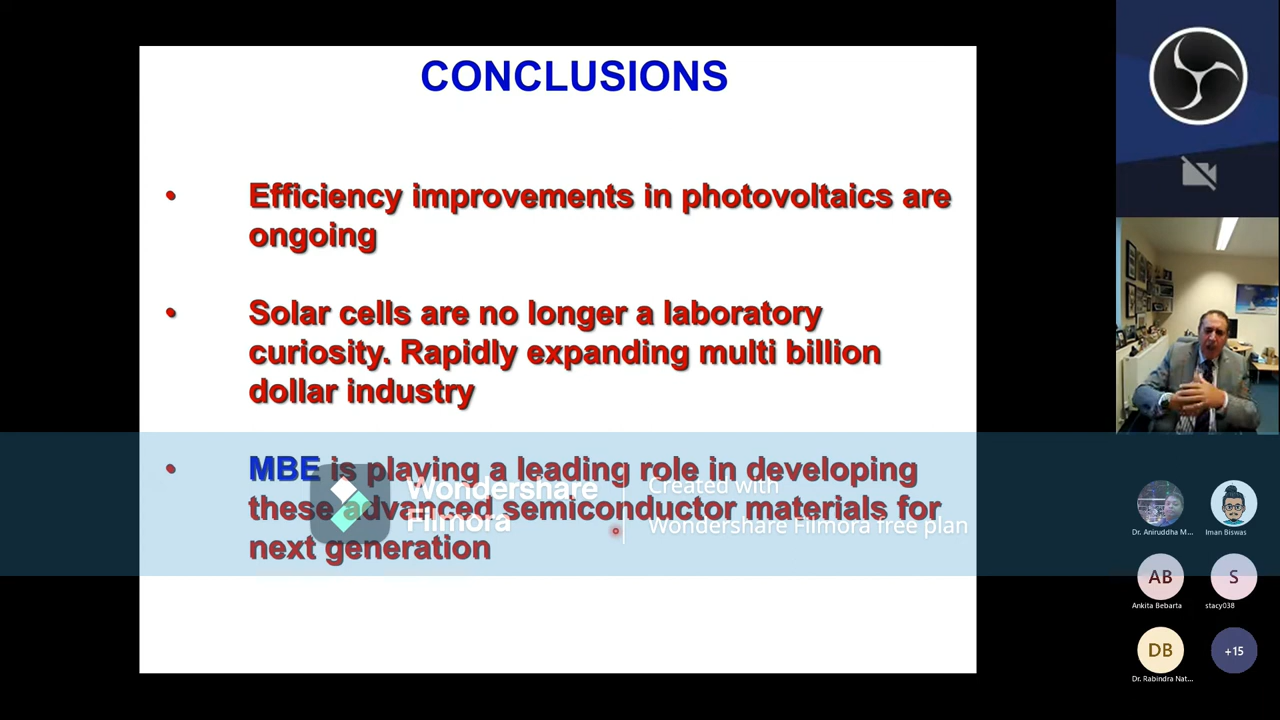 CONCLUSIONS
• Efficiency improvements in photovoltaics are
ongoing
• Solar cells are no longer a laboratory
curiosity. Rapidly expanding multi billion
dollar industry
• MBE is playing a leading role in developing
these advanced semiconductor materials for
next generation
Wondershare
Filmora
Created with
Wondershare Filmora free plan
Dr. Aniruddha M...
Iman Biswas
AB
S
Ankita Bebarta
stacy038
DB
+15
Dr. Rabindra Nat...